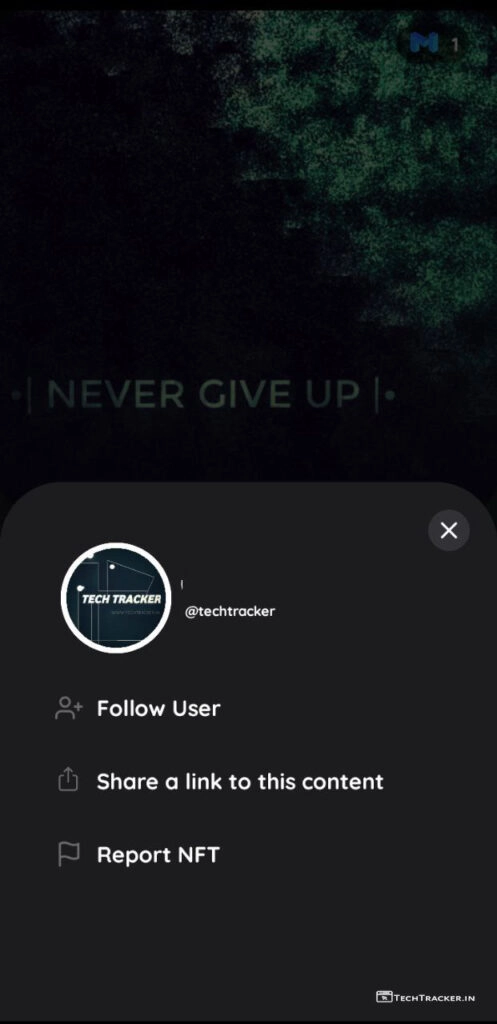 M 1
•| NEVER GIVE UP |•
TECH TRACKER
@techtracker
Follow User
Share a link to this content
Report NFT
TECHTRACKER.IN